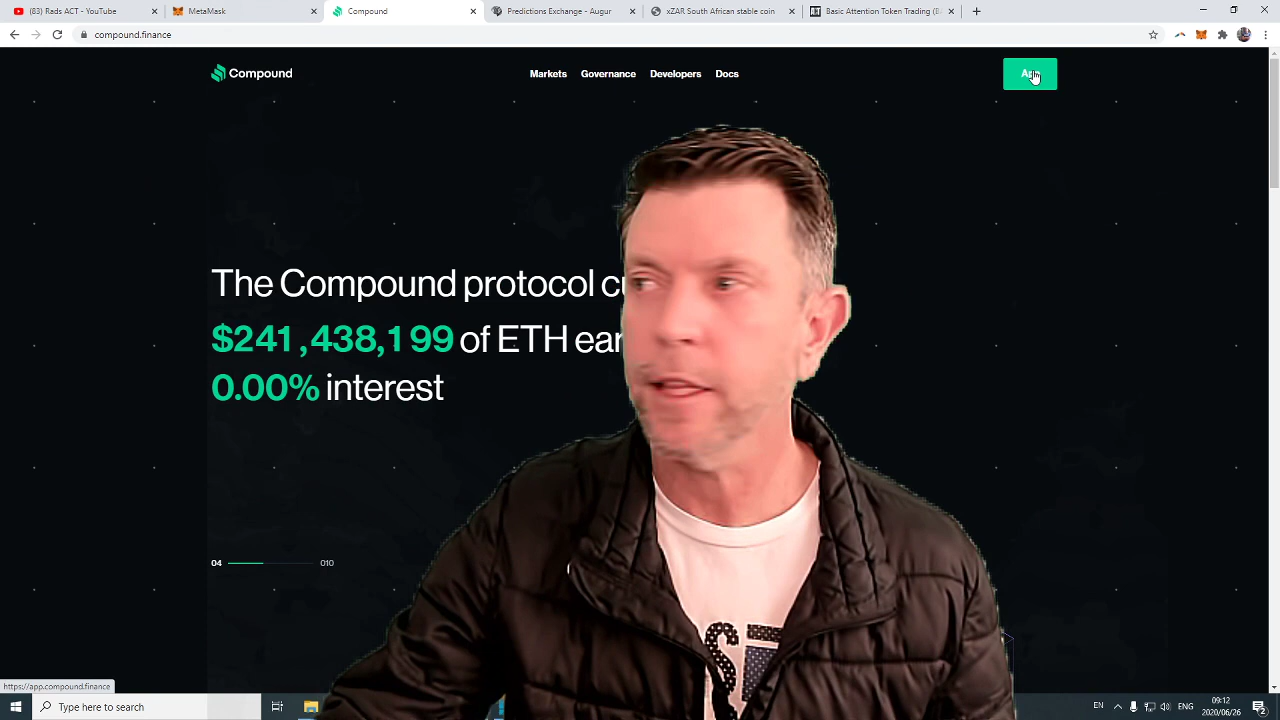 (83) Rads ACT - YouTube
MetaMask
Compound
Predictions Exchange - Augur
xZAR South African stable coin
Basic Attention Token Trading (B
compound.finance
Compound
Markets
Governance
Developers
Docs
The Compound protocol
$241,438,199 of ETH
0.00% interest
04
010
https://app.compound.finance
Type here to search
EN
ENG
09:12
2020/06/26
2